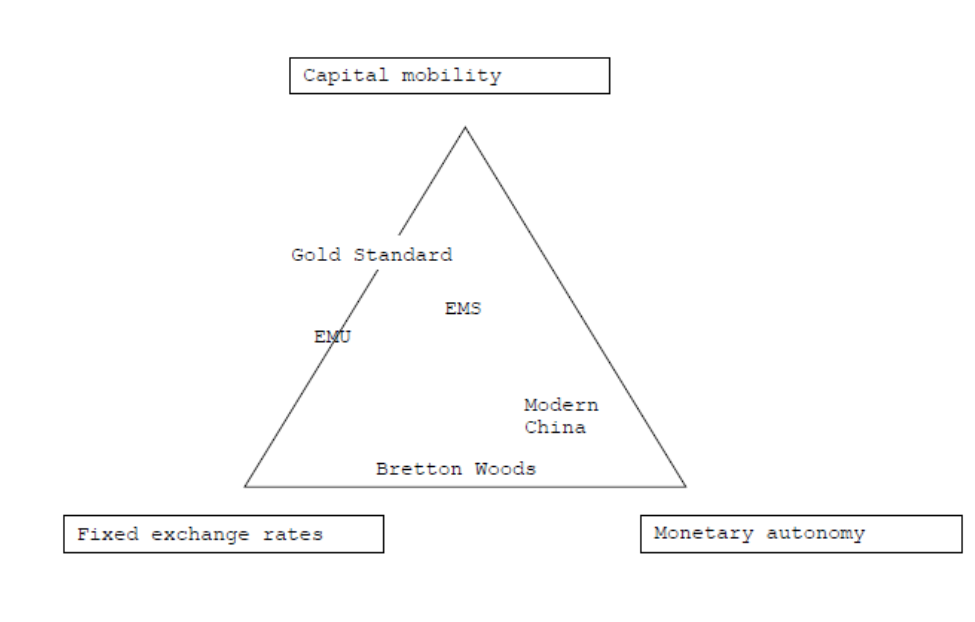 Capital mobility
Gold Standard
EMS
EMU
Modern
China
Bretton Woods
Fixed exchange rates
Monetary autonomy